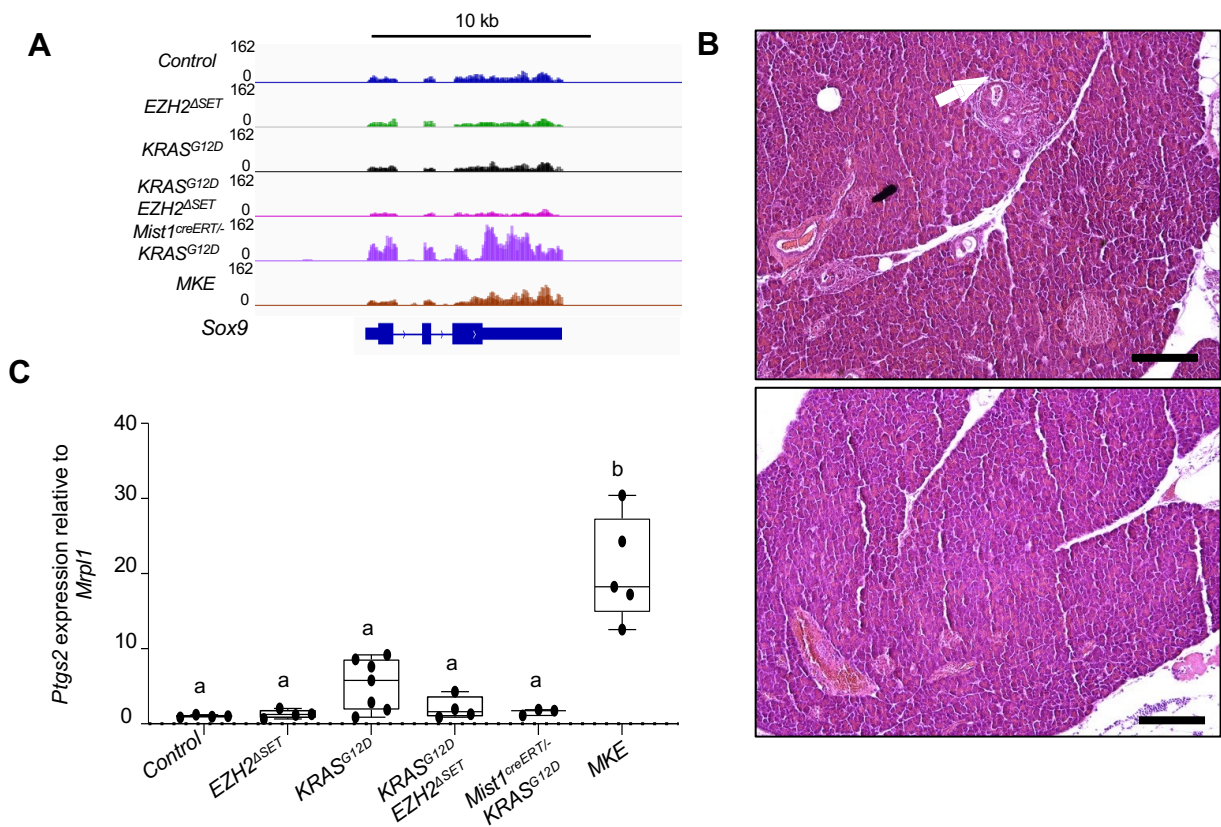 A
10 kb
Control
162
0
EZH2ΔSET
162
0
KRASG12D
162
0
KRASG12D
EZH2ΔSET
162
0
Mist1creERT/-
KRASG12D
162
0
MKE
162
0
Sox9
B
C
Ptgs2 expression relative to
Mrpl1
40
30
20
10
0
a
a
a
a
a
b
Control
EZH2ΔSET
KRASG12D
KRASG12D
EZH2ΔSET
Mist1creERT/-
KRASG12D
MKE